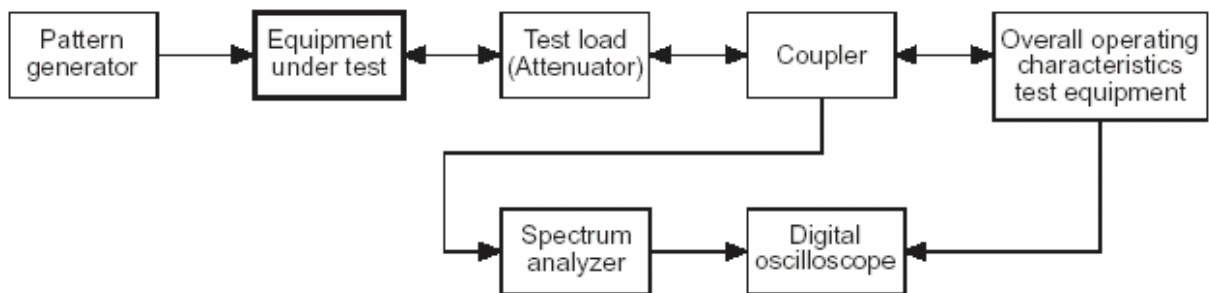 Pattern
generator
Equipment
under test
Test load
(Attenuator)
Coupler
Overall operating
characteristics
test equipment
Spectrum
analyzer
Digital
oscilloscope